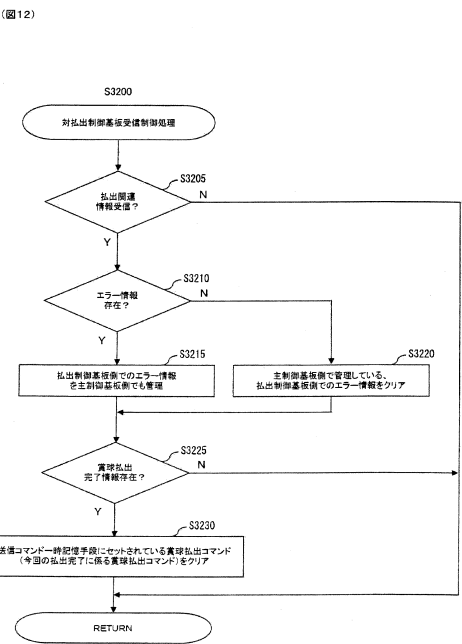 (図12)
S3200
対払出制御基板受信制御処理
S3205
払出関連
情報受信?
N
Y
S3210
エラー情報
存在?
N
Y
S3215
払出制御基板側でのエラー情報
を主制御基板側でも管理
S3220
主制御基板側で管理している、
払出制御基板側でのエラー情報をクリア
S3225
賞球払出
完了情報存在?
N
Y
S3230
送信コマンド一時記憶手段にセットされている賞球払出コマンド
(今回の払出完了に係る賞球払出コマンド)をクリア
RETURN